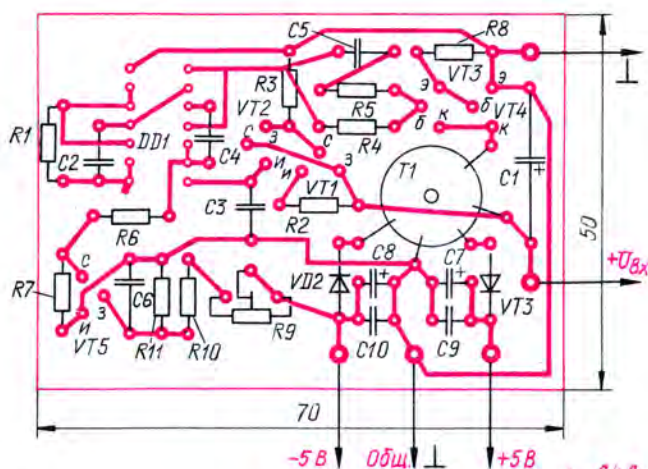 C5
R8
⊥
R3
VT3
R1
DD1
C2
C4
VT2
R5
R4
э
э
б
б
VT4
к
к
с
з
с
з
и
и
T1
C1
+
50
R6
C3
R2
VT1
+Uвх
R7
с
и
з
VT5
C6
R11
R10
R9
VD2
C8
+
C10
C7
+
C9
VT3
70
-5 В
Общ.
⊥
+5 В